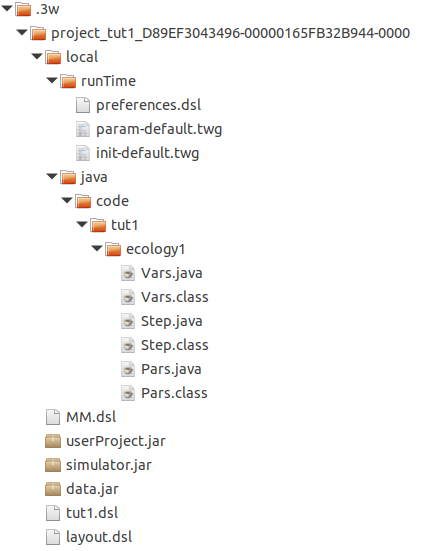 .3w
project_tut1_D89EF3043496-00000165FB32B944-0000
local
runTime
preferences.dsl
param-default.twg
init-default.twg
java
code
tut1
ecology1
Vars.java
Vars.class
Step.java
Step.class
Pars.java
Pars.class
MM.dsl
userProject.jar
simulator.jar
data.jar
tut1.dsl
layout.dsl